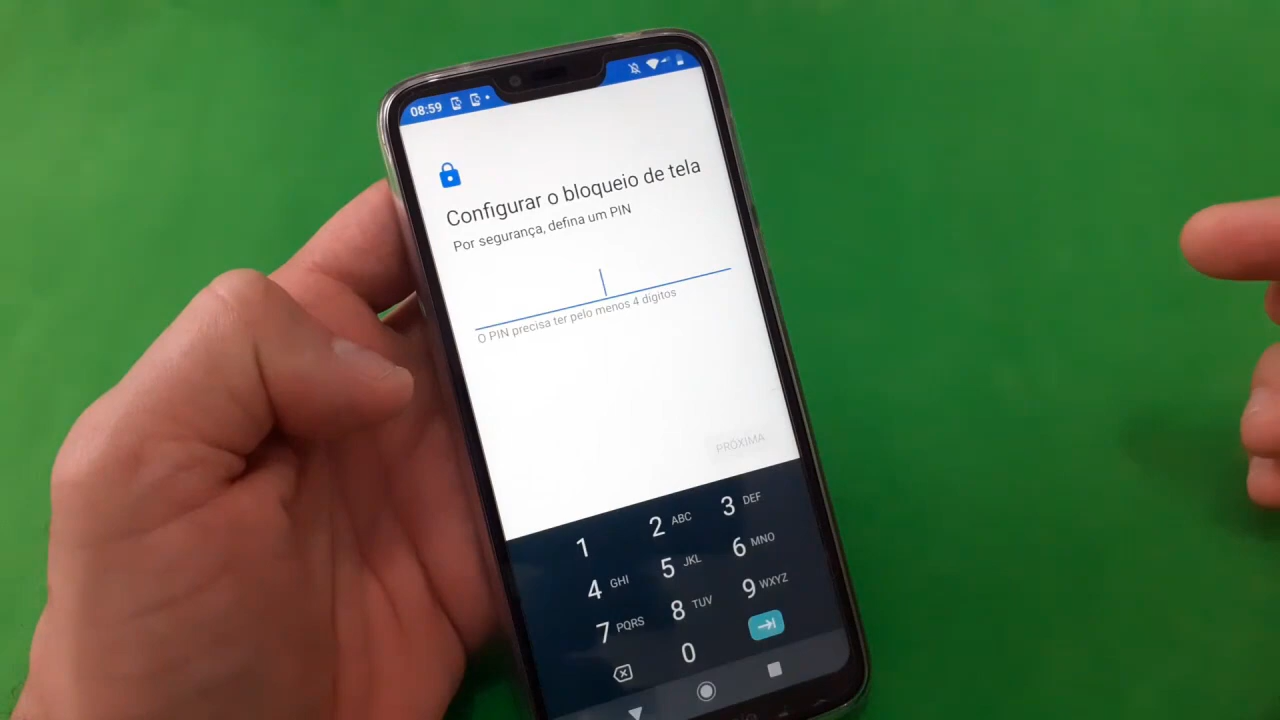 08:59
Configurar o bloqueio de tela
Por segurança, defina um PIN
O PIN precisa ter pelo menos 4 dígitos
PRÓXIMA
1 2 ABC 3 DEF
4 GHI 5 JKL 6 MNO
7 PQRS 8 TUV 9 WXYZ
0